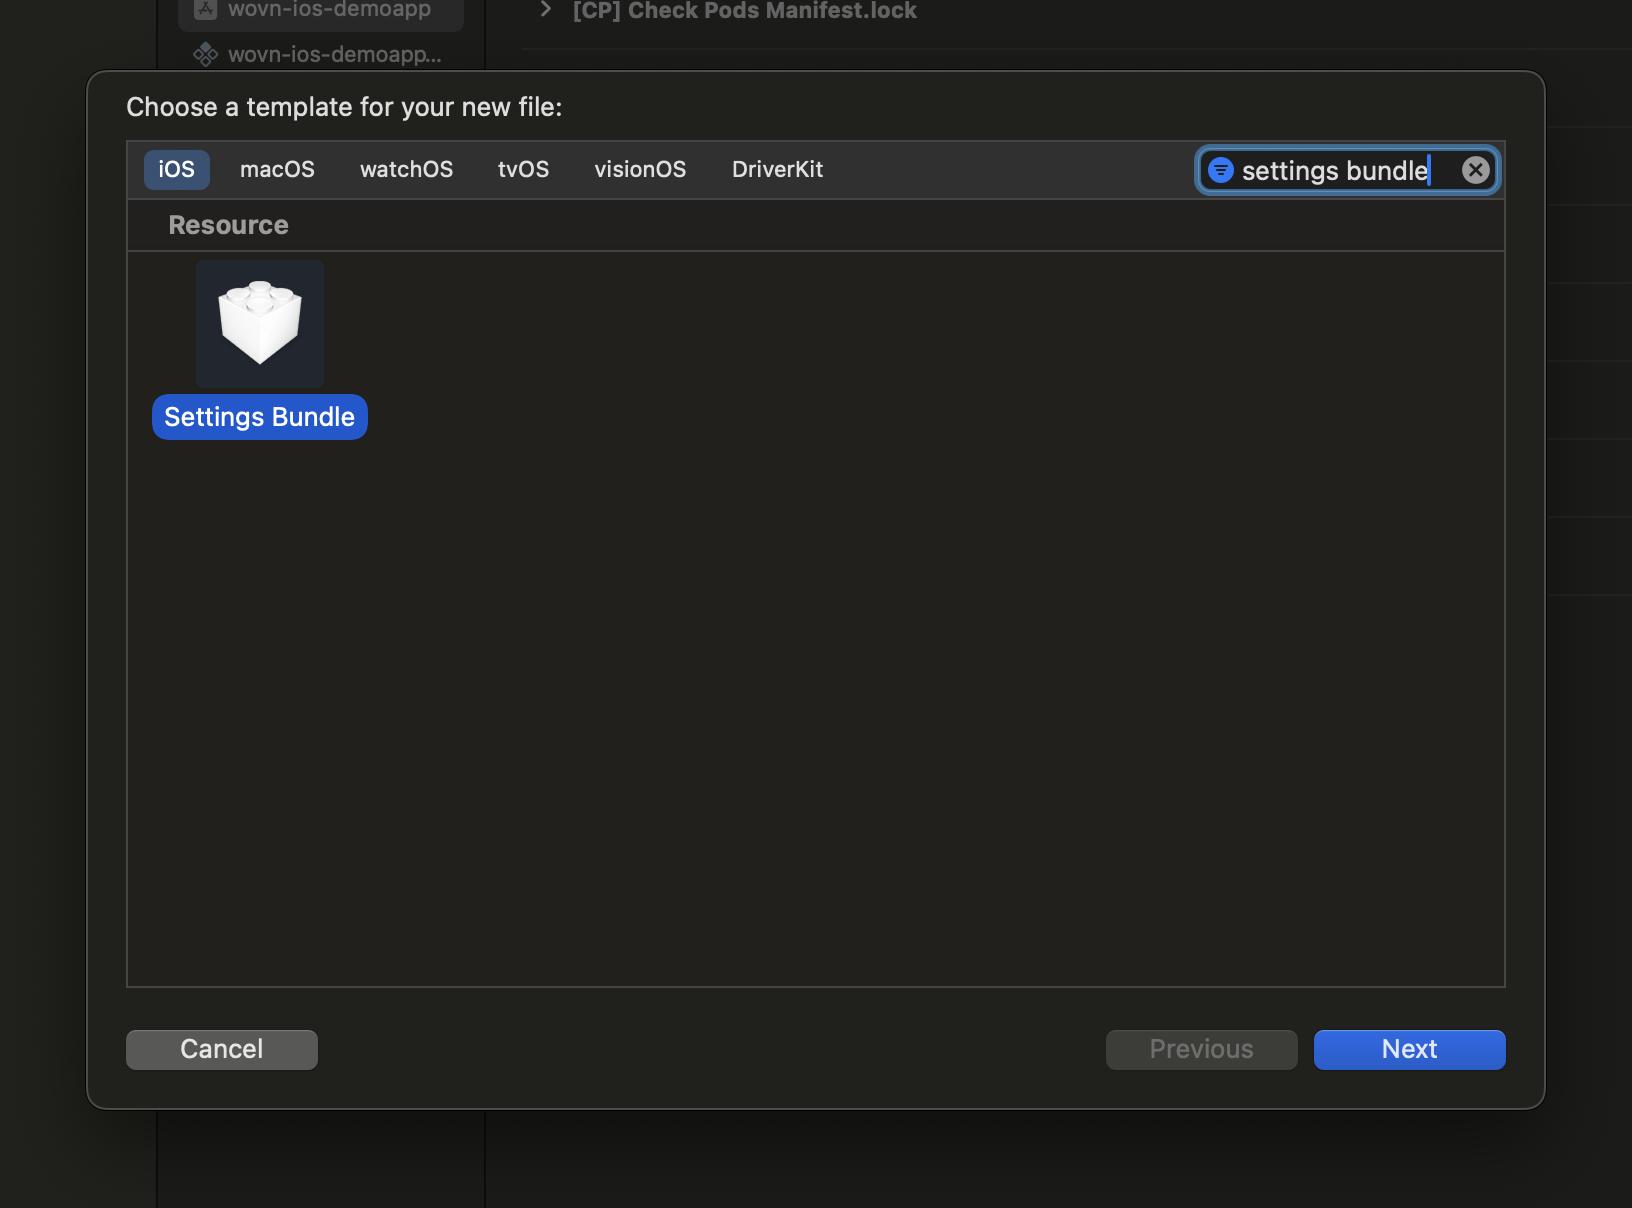 wovn-ios-demoapp
[CP] Check Pods Manifest.lock
wovn-ios-demoapp...
Choose a template for your new file:
iOS macOS watchOS tvOS visionOS DriverKit settings bundle
Resource
Settings Bundle
Cancel Previous Next